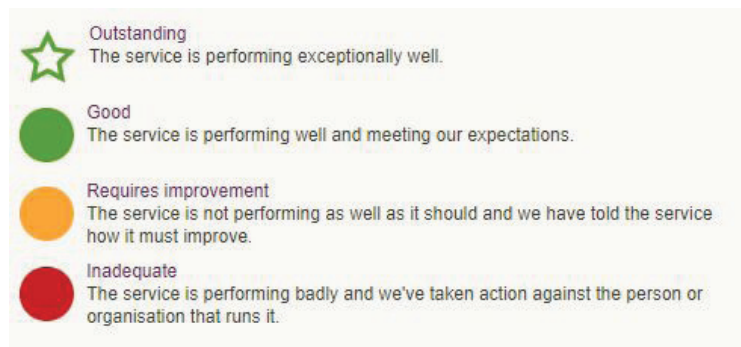 Outstanding
The service is performing exceptionally well.
Good
The service is performing well and meeting our expectations.
Requires improvement
The service is not performing as well as it should and we have told the service
how it must improve.
Inadequate
The service is performing badly and we've taken action against the person or
organisation that runs it.